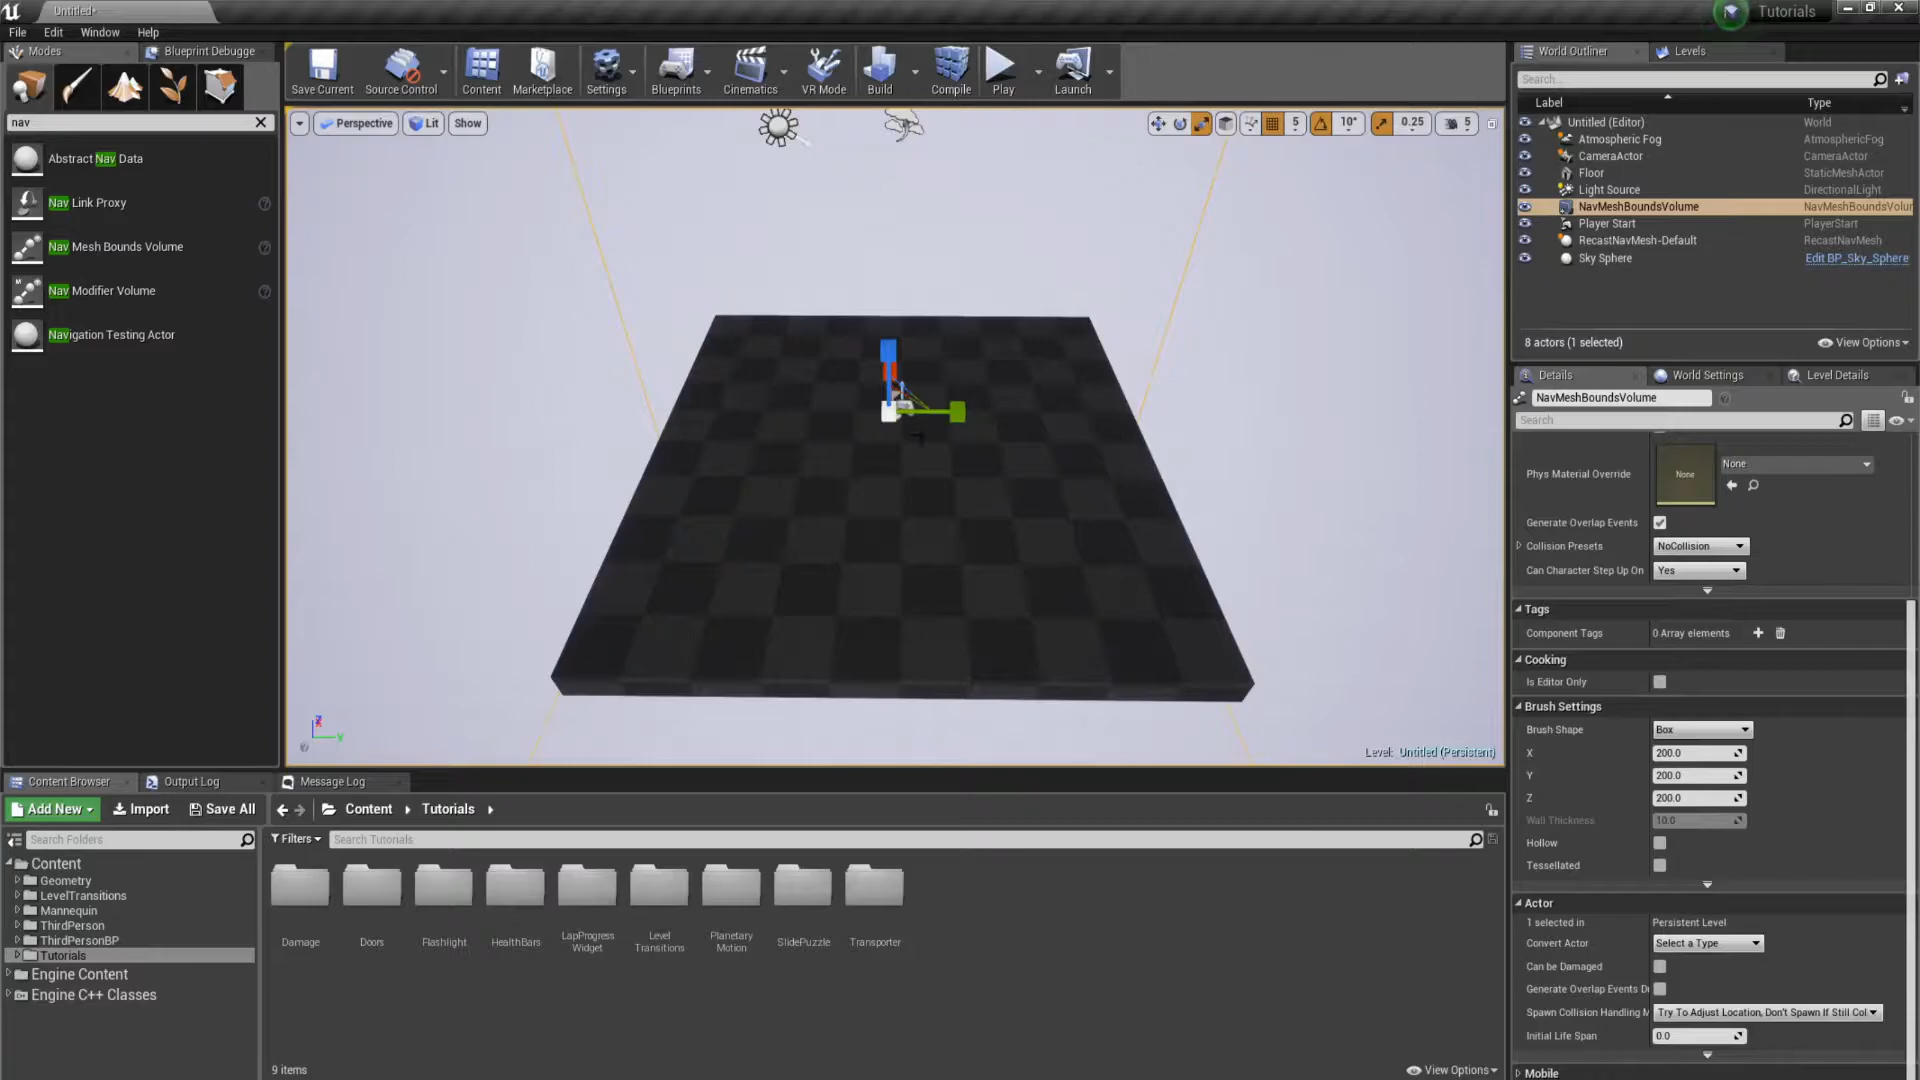 Untitled*
Tutorials
File Edit Window Help
Modes
Blueprint Debugge
Save Current
Source Control
Content
Marketplace
Settings
Blueprints
Cinematics
VR Mode
Build
Compile
Play
Launch
nav
Abstract Nav Data
Nav Link Proxy
Nav Mesh Bounds Volume
Nav Modifier Volume
Navigation Testing Actor
Perspective
Lit
Show
5
10°
0.25
5
Level: Untitled (Persistent)
World Outliner
Levels
Search...
Label
Type
Untitled (Editor)
World
Atmospheric Fog
AtmosphericFog
CameraActor
CameraActor
Floor
StaticMeshActor
Light Source
DirectionalLight
NavMeshBoundsVolume
NavMeshBoundsVolur
Player Start
PlayerStart
RecastNavMesh-Default
RecastNavMesh
Sky Sphere
Edit BP_Sky_Sphere
8 actors (1 selected)
View Options
Details
World Settings
Level Details
NavMeshBoundsVolume
Search
Phys Material Override
None
None
Generate Overlap Events
Collision Presets
NoCollision
Can Character Step Up On
Yes
Tags
Component Tags
0 Array elements
Cooking
Is Editor Only
Brush Settings
Brush Shape
Box
X
200.0
Y
200.0
Z
200.0
Wall Thickness
10.0
Hollow
Tessellated
Actor
1 selected in
Persistent Level
Convert Actor
Select a Type
Can be Damaged
Generate Overlap Events D
Spawn Collision Handling M
Try To Adjust Location, Don't Spawn If Still Col
Initial Life Span
0.0
Mobile
Content Browser
Output Log
Message Log
Add New
Import
Save All
Content
Tutorials
Search Folders
Filters
Search Tutorials
Content
Geometry
LevelTransitions
Mannequin
ThirdPerson
ThirdPersonBP
Tutorials
Engine Content
Engine C++ Classes
Damage
Doors
Flashlight
HealthBars
LapProgress
Widget
Level
Transitions
Planetary
Motion
SlidePuzzle
Transporter
9 items
View Options